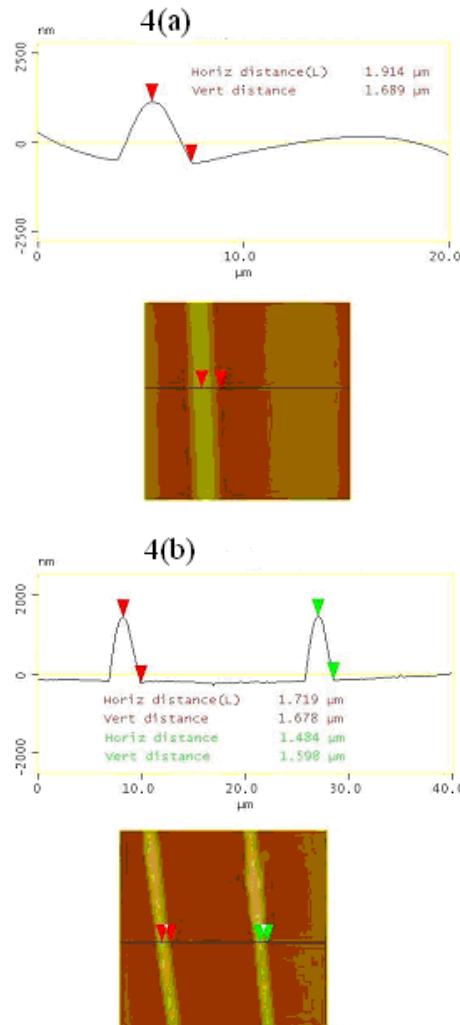 4(a)
nm
2500
Horiz distance(L) 1.914 µm
Vert distance 1.689 µm
0
-2500
0 10.0 20.0
µm
4(b)
nm
2000
0
Horiz distance(L) 1.719 µm
Vert distance 1.678 µm
Horiz distance 1.484 µm
Vert distance 1.598 µm
-2000
0 10.0 20.0 30.0 40.0
µm